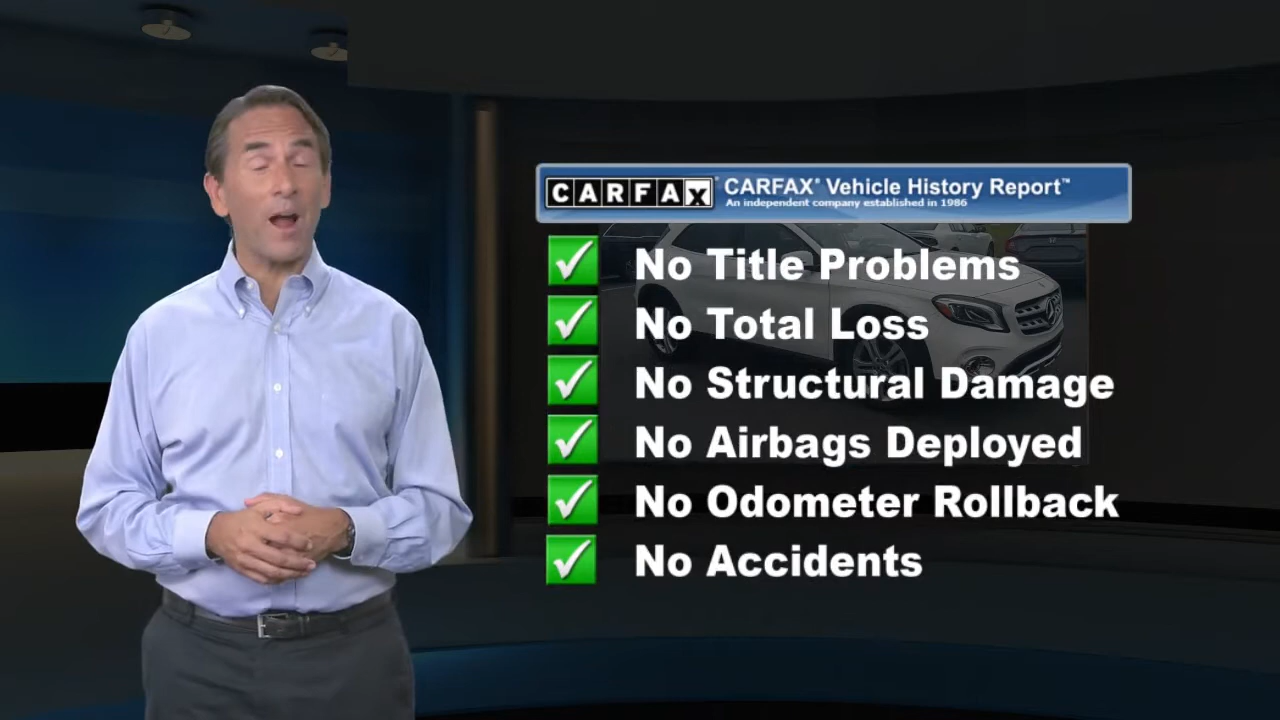 CARFAX® CARFAX® Vehicle History Report™
An independent company established in 1986
No Title Problems
No Total Loss
No Structural Damage
No Airbags Deployed
No Odometer Rollback
No Accidents